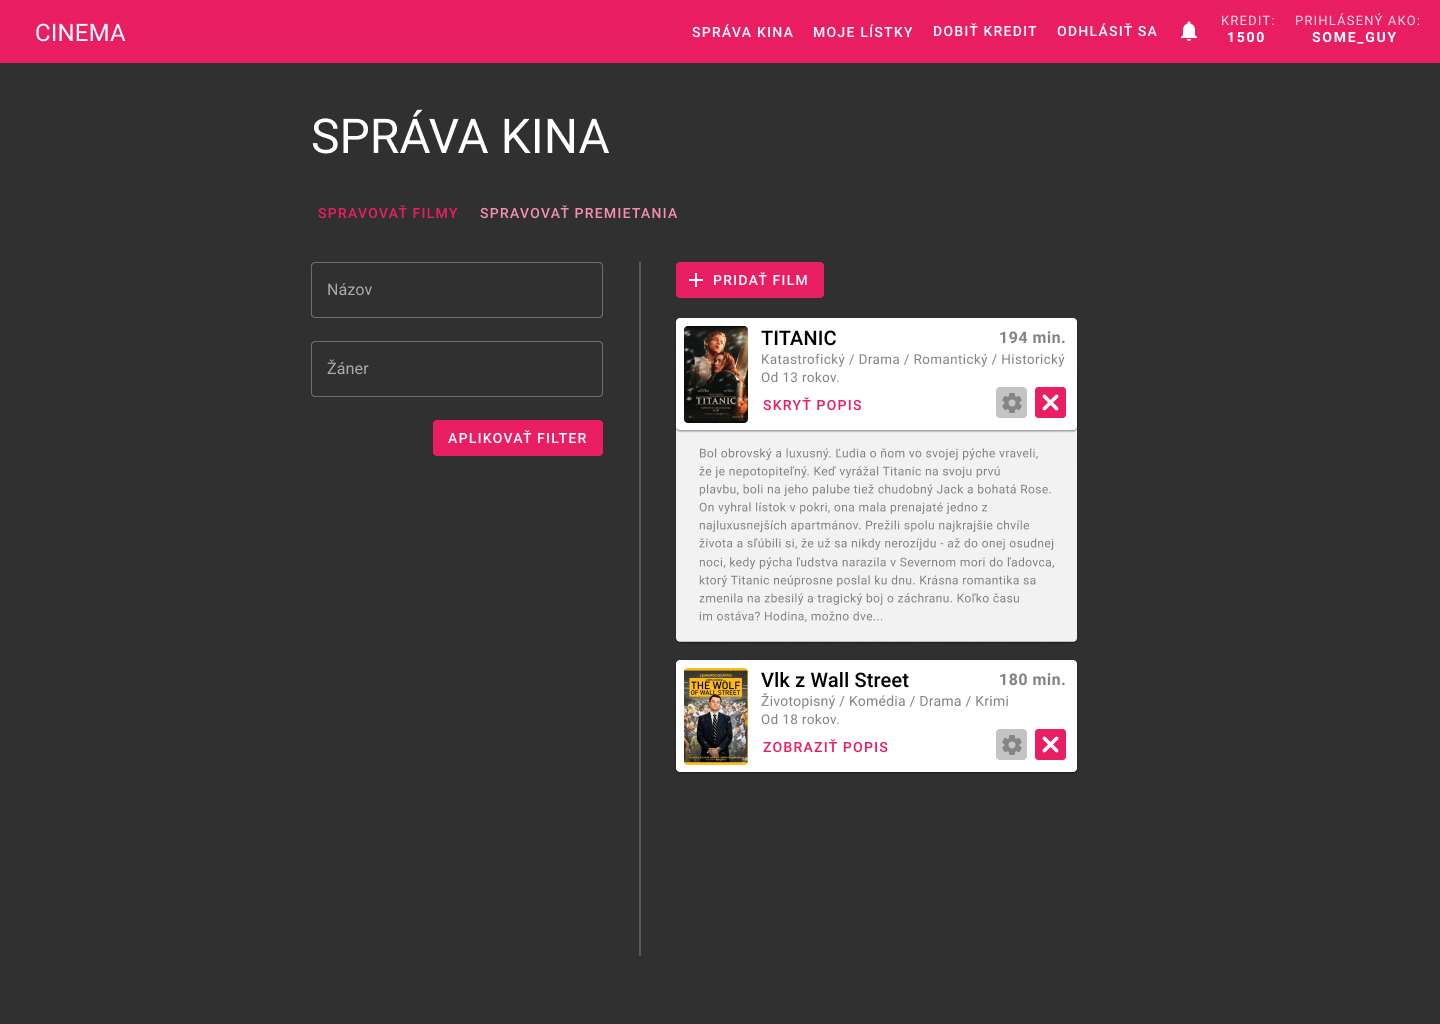 CINEMA
SPRÁVA KINA
MOJE LÍSTKY
DOBIŤ KREDIT
ODHLÁSIŤ SA
KREDIT:
1500
PRIHLÁSENÝ AKO:
SOME_GUY
SPRÁVA KINA
SPRAVOVAŤ FILMY
SPRAVOVAŤ PREMIETANIA
Názov
Žáner
APLIKOVAŤ FILTER
PRIDAŤ FILM
TITANIC
TITANIC
194 min.
Katastrofický / Drama / Romantický / Historický
Od 13 rokov.
SKRYŤ POPIS
Bol obrovský a luxusný. Ľudia o ňom vo svojej pýche vraveli,
že je nepotopiteľný. Keď vyrážal Titanic na svoju prvú
plavbu, boli na jeho palube tiež chudobný Jack a bohatá Rose.
On vyhral lístok v pokri, ona mala prenajaté jedno z
najluxusnejších apartmánov. Prežili spolu najkrajšie chvíle
života a sľúbili si, že už sa nikdy nerozíjdu - až do onej osudnej
noci, kedy pýcha ľudstva narazila v Severnom mori do ľadovca,
ktorý Titanic neúprosne poslal ku dnu. Krásna romantika sa
zmenila na zbesilý a tragický boj o záchranu. Koľko času
im ostáva? Hodina, možno dve...
THE WOLF
OF WALL STREET
Vlk z Wall Street
180 min.
Životopisný / Komédia / Drama / Krimi
Od 18 rokov.
ZOBRAZIŤ POPIS